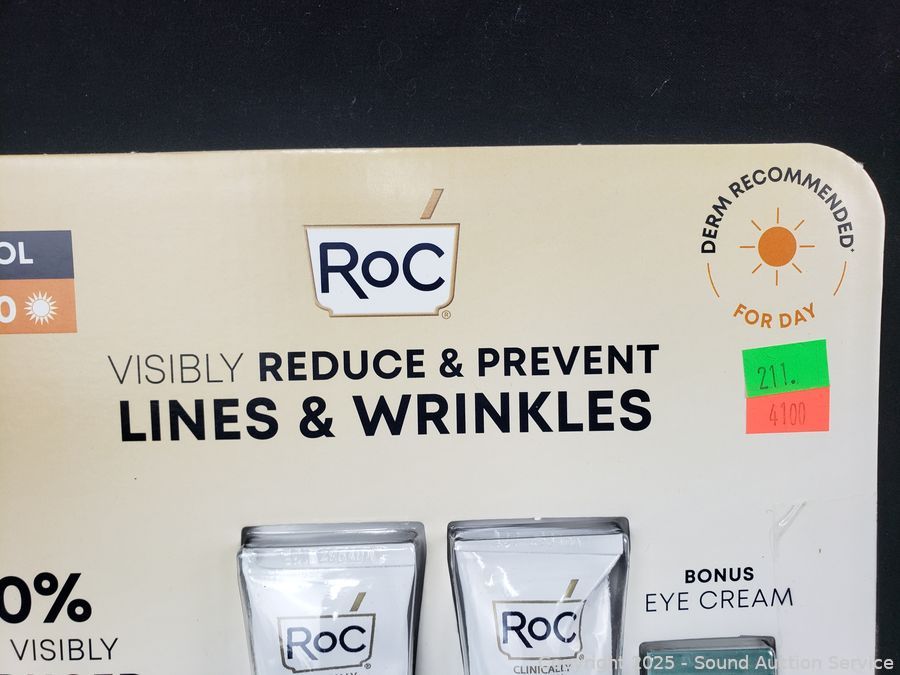 DERM RECOMMENDED*
FOR DAY
OL
0
RoC®
VISIBLY REDUCE & PREVENT
LINES & WRINKLES
211.
4100
0%
VISIBLY
BONUS
EYE CREAM
RoC®
RoC®
CLINICALLY
Copyright 2025 - Sound Auction Service